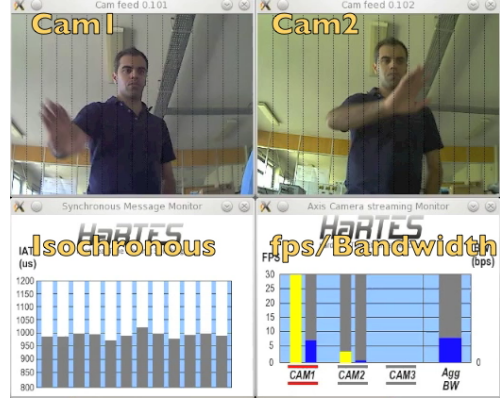 Cam feed 0.101
Cam1
Cam feed 0.102
Cam2
Synchronous Message Monitor
HaRTES
Isochronous
IAT
(us)
1200
1150
1100
1050
1000
950
900
850
800
Axis Camera streaming Monitor
HaRTES
fps/Bandwidth
FPS
(bps)
30
25
20
15
10
5
0
0
CAM1
CAM2
CAM3
Agg
BW